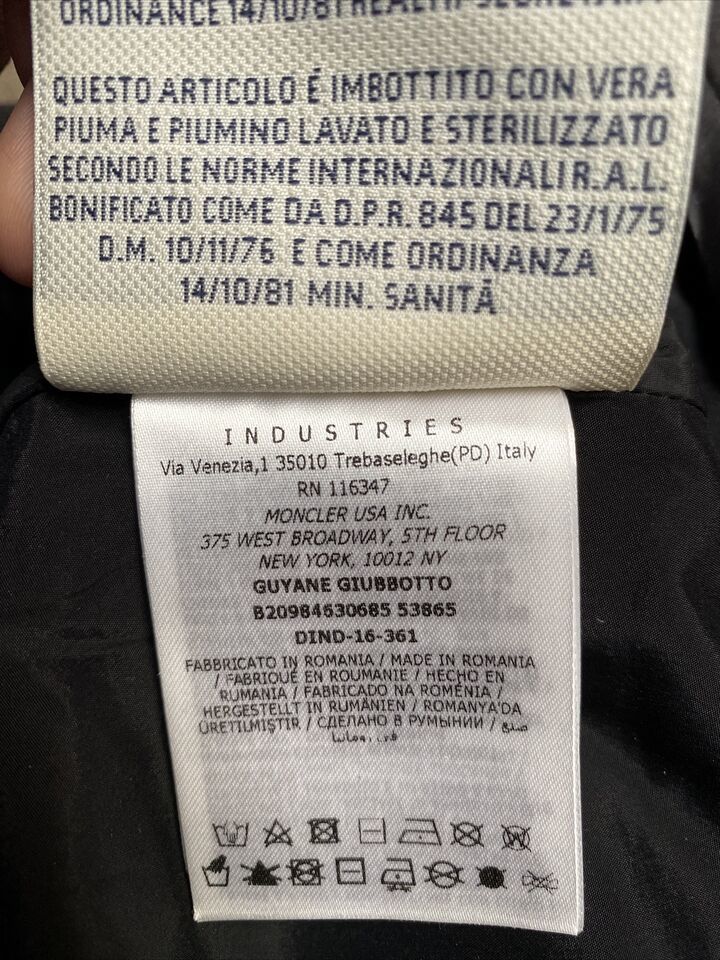 ORDINANCE 14/10/81 HEALTH
QUESTO ARTICOLO É IMBOTTITO CON VERA
PIUMA E PIUMINO LAVATO E STERILIZZATO
SECONDO LE NORME INTERNAZIONALI R.A.L.
BONIFICATO COME DA D.P.R. 845 DEL 23/1/75
D.M. 10/11/76 E COME ORDINANZA
14/10/81 MIN. SANITÁ
INDUSTRIES
Via Venezia,1 35010 Trebaseleghe(PD) Italy
RN 116347
MONCLER USA INC.
375 WEST BROADWAY, 5TH FLOOR
NEW YORK, 10012 NY
GUYANE GIUBBOTTO
B20984630685 53865
DIND-16-361
FABBRICATO IN ROMANIA / MADE IN ROMANIA
/ FABRIQUÉ EN ROUMANIE / HECHO EN
RUMANIA / FABRICADO NA ROMÉNIA /
HERGESTELLT IN RUMÄNIEN / ROMANYA'DA
ÜRETILMIŞTIR / СДЕЛАНО В РУМЫНИИ / صنع
في رومانيا